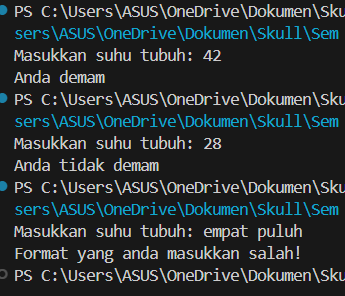 PS C:\Users\ASUS\OneDrive\Dokumen\Sku
sers\ASUS\OneDrive\Dokumen\Skull\Sem
Masukkan suhu tubuh: 42
Anda demam
PS C:\Users\ASUS\OneDrive\Dokumen\Sku
sers\ASUS\OneDrive\Dokumen\Skull\Sem
Masukkan suhu tubuh: 28
Anda tidak demam
PS C:\Users\ASUS\OneDrive\Dokumen\Sku
sers\ASUS\OneDrive\Dokumen\Skull\Sem
Masukkan suhu tubuh: empat puluh
Format yang anda masukkan salah!
PS C:\Users\ASUS\OneDrive\Dokumen\Sku